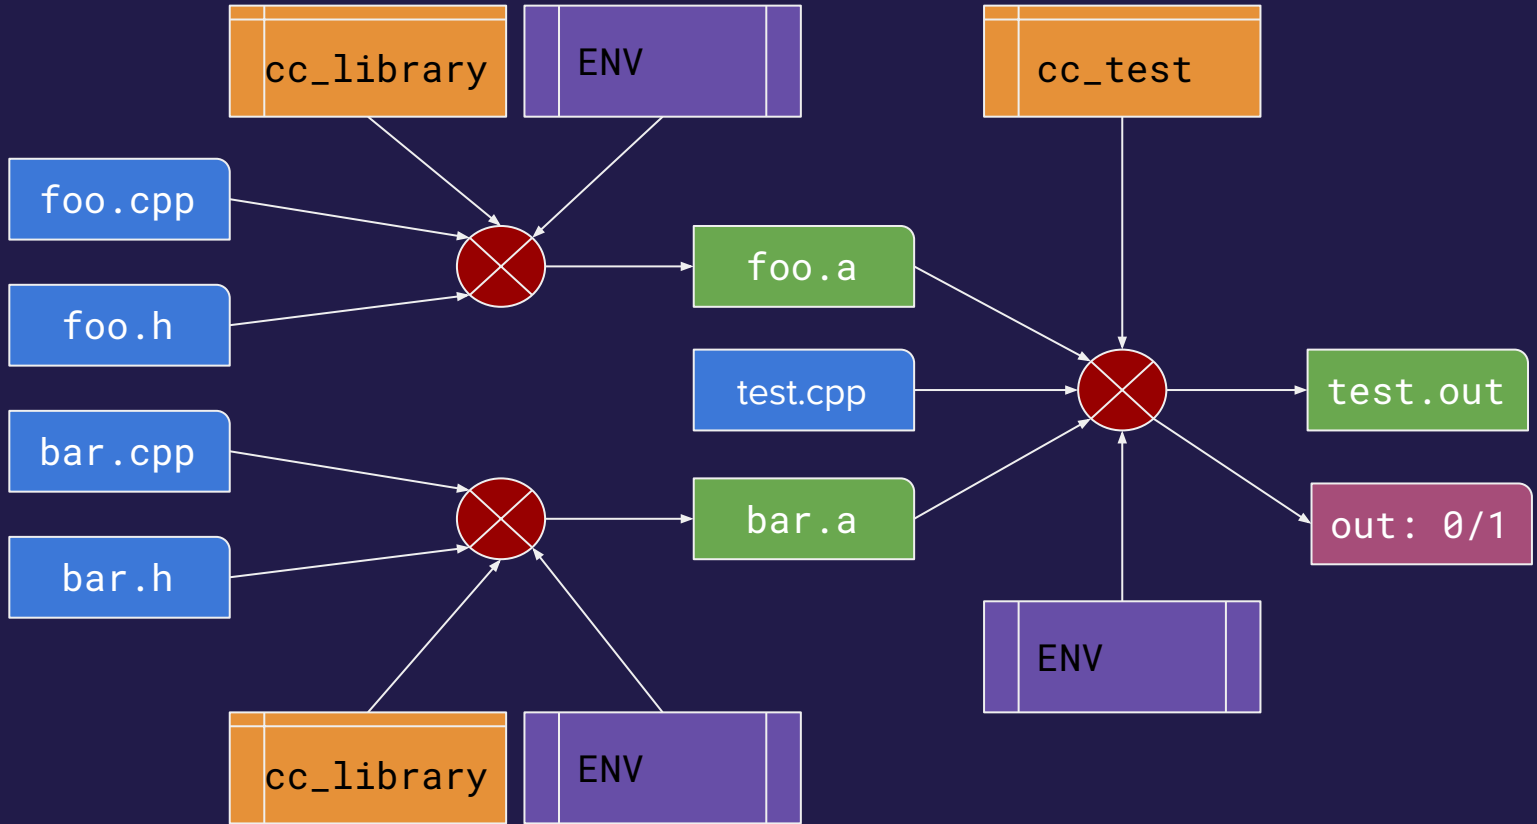 cc_library
ENV
cc_test
foo.cpp
foo.h
foo.a
test.cpp
test.out
bar.cpp
bar.h
bar.a
out: 0/1
ENV
cc_library
ENV